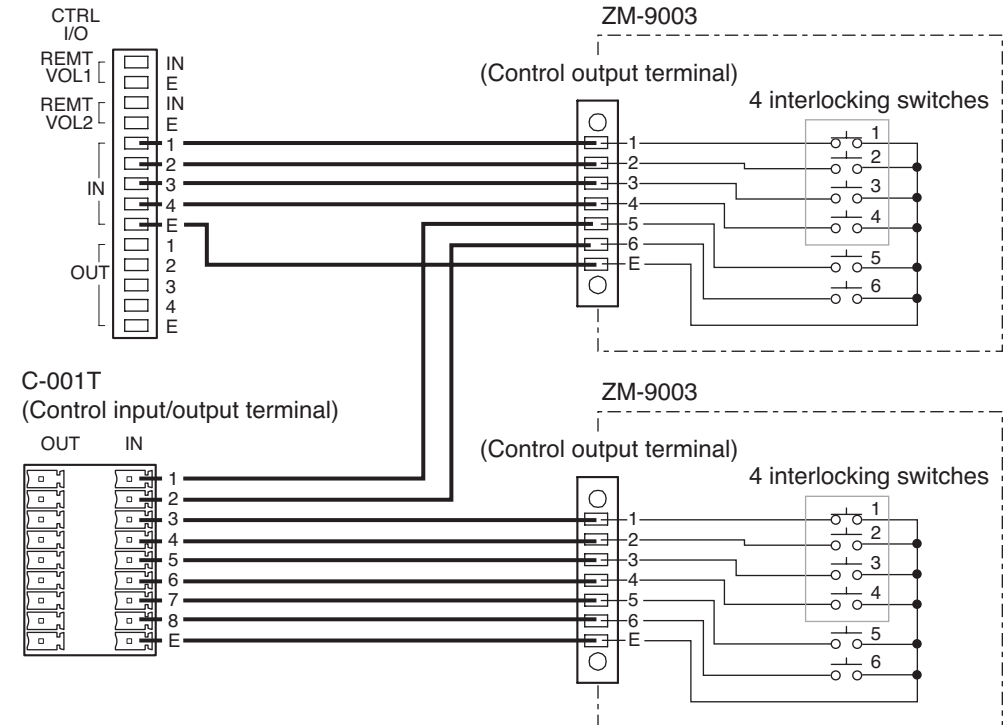 CTRL
I/O
REMT
VOL1
IN
E
REMT
VOL2
IN
E
IN
1
2
3
4
E
OUT
1
2
3
4
E
ZM-9003
(Control output terminal)
4 interlocking switches
1
2
3
4
5
6
E
1
2
3
4
5
6
C-001T
(Control input/output terminal)
OUT IN
1
2
3
4
5
6
7
8
E
ZM-9003
(Control output terminal)
4 interlocking switches
1
2
3
4
5
6
E
1
2
3
4
5
6